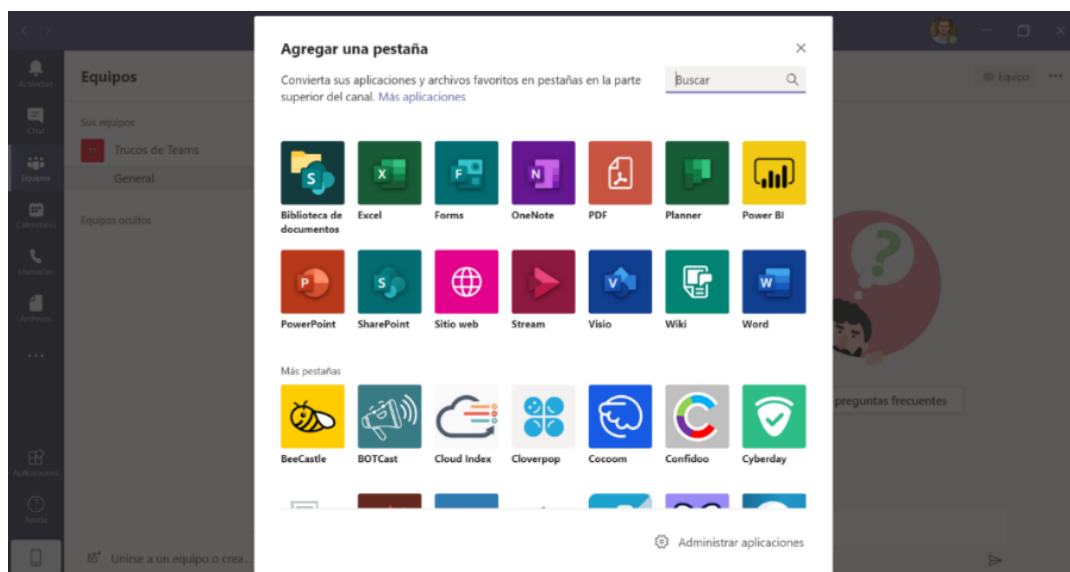 Agregar una pestaña
Convierta sus aplicaciones y archivos favoritos en pestañas en la parte
superior del canal. Más aplicaciones
Buscar
Actividad
Chat
Equipos
Calendario
Llamadas
Archivos
Aplicaciones
Ayuda
Equipos
Sus equipos
Trucos de Teams
General
Equipos ocultos
Unirse a un equipo o crea...
Equipo
Biblioteca de
documentos
Excel
Forms
OneNote
PDF
Planner
Power BI
PowerPoint
SharePoint
Sitio web
Stream
Visio
Wiki
Word
Más pestañas
BeeCastle
BOTCast
Cloud Index
Cloverpop
Cocoom
Confidoo
Cyberday
preguntas frecuentes
Administrar aplicaciones